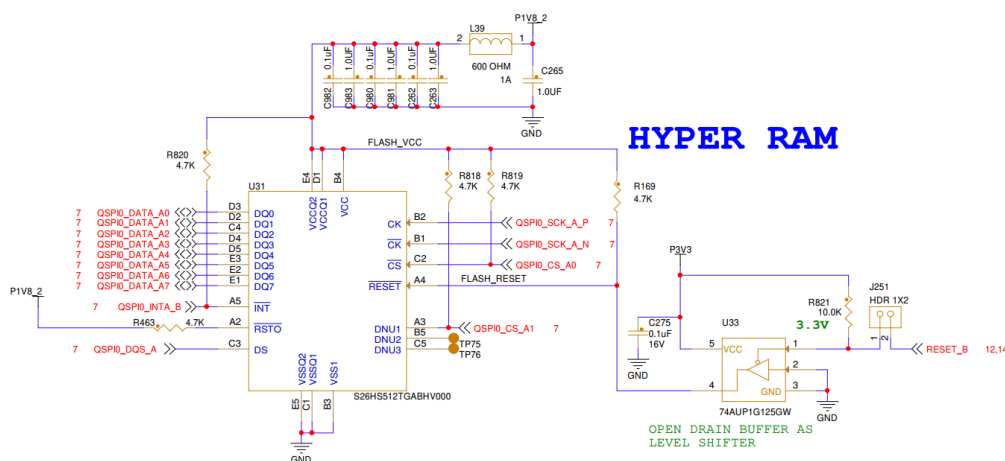 P1V8_2
L39
2
1
600 OHM
1A
0.1uF
1.0UF
0.1uF
1.0UF
0.1uF
1.0UF
C982
C983
C980
C981
C262
C263
C265
1.0UF
GND
HYPER RAM
R820
4.7K
FLASH_VCC
R818
4.7K
R819
4.7K
R169
4.7K
U31
E4
D1
B4
VCCQ2
VCCQ1
VCC
7 QSPI0_DATA_A0 D3 DQ0
7 QSPI0_DATA_A1 D2 DQ1
7 QSPI0_DATA_A2 C4 DQ2
7 QSPI0_DATA_A3 D4 DQ3
7 QSPI0_DATA_A4 D5 DQ4
7 QSPI0_DATA_A5 E3 DQ5
7 QSPI0_DATA_A6 E2 DQ6
7 QSPI0_DATA_A7 E1 DQ7
CK B2 QSPI0_SCK_A_P 7
CK B1 QSPI0_SCK_A_N 7
CS C2 QSPI0_CS_A0 7
RESET A4 FLASH_RESET
P1V8_2
7 QSPI0_INTA_B A5 INT
R463 4.7K A2 RSTO
7 QSPI0_DQS_A C3 DS
DNU1 A3 QSPI0_CS_A1 7
DNU2 B5 TP75
DNU3 C5 TP76
VSSQ2
VSSQ1
VSS1
E5
C1
B3
S26HS512TGABHV000
GND
P3V3
C275
0.1uF
16V
GND
U33
3.3V
R821
10.0K
J251
HDR 1X2
1
2
5 VCC
1
2
4
GND 3
RESET_B 12,14
GND
74AUP1G125GW
OPEN DRAIN BUFFER AS
LEVEL SHIFTER